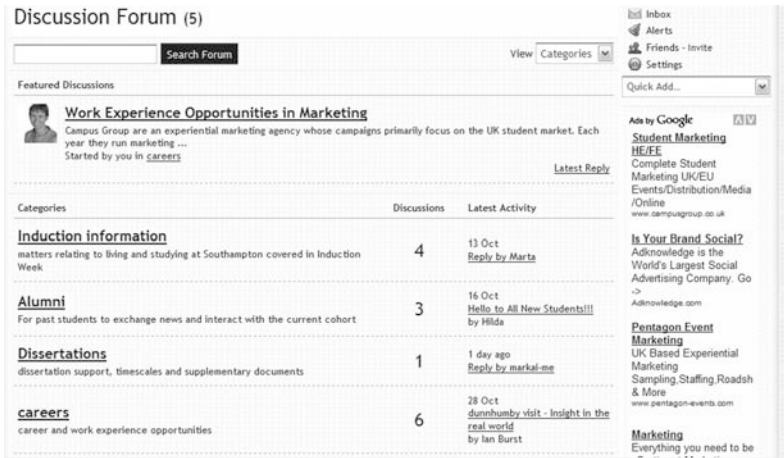 Discussion Forum (5)
Search Forum
View Categories
Featured Discussions
Work Experience Opportunities in Marketing
Campus Group are an experiential marketing agency whose campaigns primarily focus on the UK student market. Each
year they run marketing ...
Started by you in careers
Latest Reply
Categories Discussions Latest Activity
Induction information
matters relating to living and studying at Southampton covered in Induction
Week
4
13 Oct
Reply by Marta
Alumni
For past students to exchange news and interact with the current cohort
3
16 Oct
Hello to All New Students!!!
by Hilda
Dissertations
dissertation support, timescales and supplementary documents
1
1 day ago
Reply by markal-me
careers
career and work experience opportunities
6
28 Oct
dunnhumby visit - Insight in the
real world
by Ian Burst
Inbox
Alerts
Friends - Invite
Settings
Quick Add...
Ads by Google
Student Marketing
HE/FE
Complete Student
Marketing UK/EU
Events/Distribution/Media
/Online
www.campusgroup.co.uk
Is Your Brand Social?
Adknowledge is the
World's Largest Social
Advertising Company. Go
->
Adknowledge.com
Pentagon Event
Marketing
UK Based Experiential
Marketing
Sampling,Staffing,Roadsh
& More
www.pentagon-events.com
Marketing
Everything you need to be